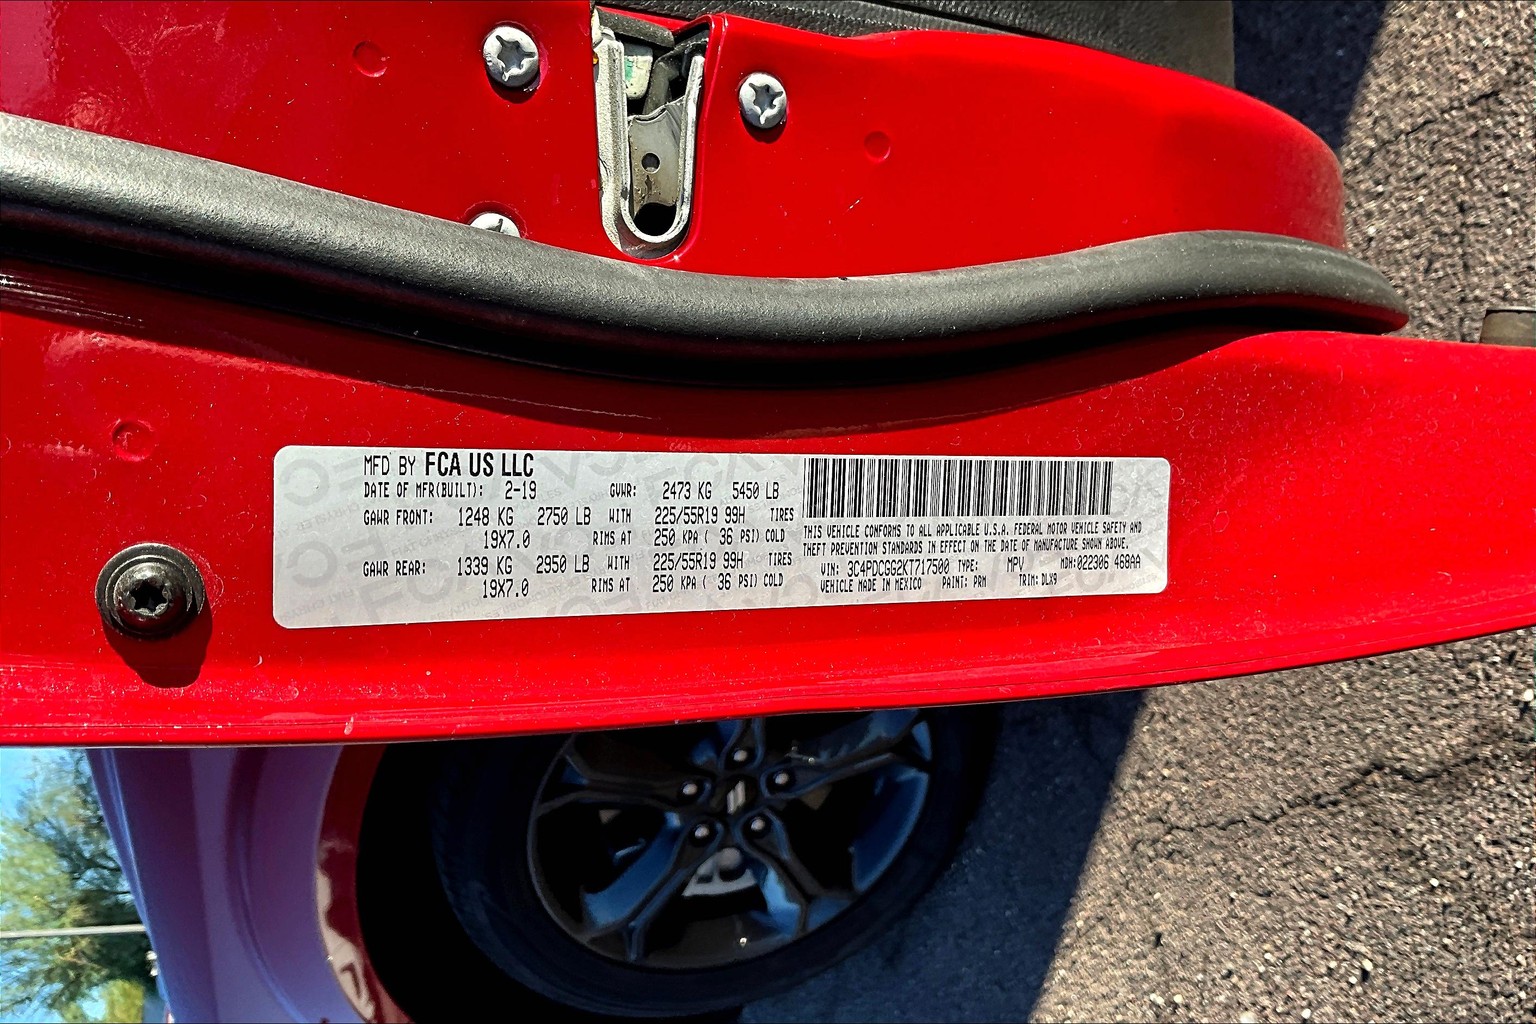 MFD BY FCA US LLC
DATE OF MFR(BUILT): 2-19 GVWR: 2473 KG 5450 LB
GAWR FRONT: 1248 KG 2750 LB WITH 225/55R19 99H TIRES
19X7.0 RIMS AT 250 KPA ( 36 PSI) COLD
GAWR REAR: 1339 KG 2950 LB WITH 225/55R19 99H TIRES
19X7.0 RIMS AT 250 KPA ( 36 PSI) COLD
THIS VEHICLE CONFORMS TO ALL APPLICABLE U.S.A. FEDERAL MOTOR VEHICLE SAFETY AND
THEFT PREVENTION STANDARDS IN EFFECT ON THE DATE OF MANUFACTURE SHOWN ABOVE.
VIN: 3C4PDCGG2KT717500 TYPE: MPV MDH:022306 468AA
VEHICLE MADE IN MEXICO PAINT: PRM TRIM: DLX9